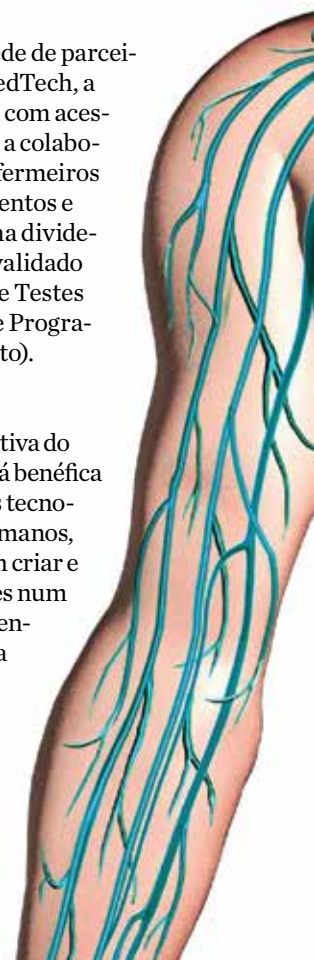 ede de parcei-
edTech, a
com aces-
a colabo-
fermeiros
entos e
na divide-
validado
e Testes
e Progra-
to).
tiva do
á benéfica
s tecno-
manos,
n criar e
es num
en-
a